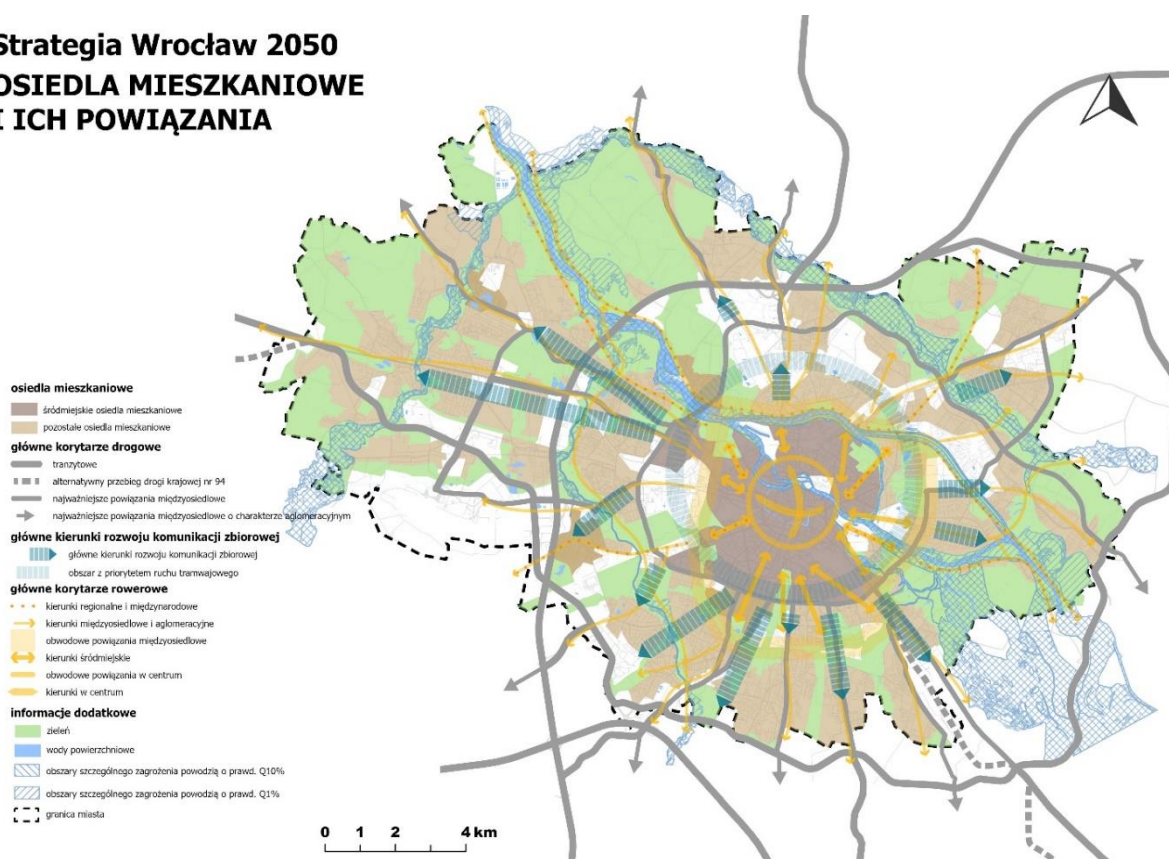 Strategia Wrocław 2050
OSIEDLA MIESZKANIOWE
I ICH POWIĄZANIA
osiedla mieszkaniowe
śródmiejskie osiedla mieszkaniowe
pozostałe osiedla mieszkaniowe
główne korytarze drogowe
tranzytowe
alternatywny przebieg drogi krajowej nr 94
najważniejsze powiązania międzyosiedlowe
najważniejsze powiązania międzyosiedlowe o charakterze aglomeracyjnym
główne kierunki rozwoju komunikacji zbiorowej
główne kierunki rozwoju komunikacji zbiorowej
obszar z priorytetem ruchu tramwajowego
główne korytarze rowerowe
kierunki regionalne i międzynarodowe
kierunki międzyosiedlowe i aglomeracyjne
obwodowe powiązania międzyosiedlowe
kierunki śródmiejskie
obwodowe powiązania w centrum
kierunki w centrum
informacje dodatkowe
zieleń
wody powierzchniowe
obszary szczególnego zagrożenia powodzią o prawd. Q10%
obszary szczególnego zagrożenia powodzią o prawd. Q1%
granica miasta
0 1 2 4 km